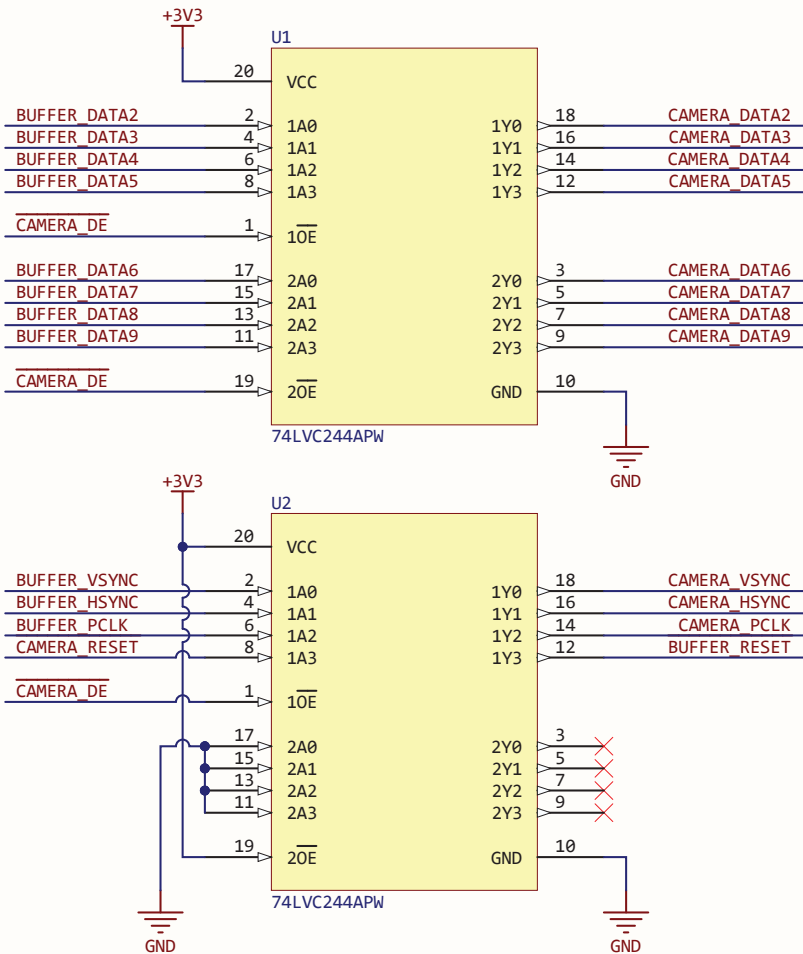 +3V3
U1
20 VCC
BUFFER_DATA2 2 1A0 1Y0 18 CAMERA_DATA2
BUFFER_DATA3 4 1A1 1Y1 16 CAMERA_DATA3
BUFFER_DATA4 6 1A2 1Y2 14 CAMERA_DATA4
BUFFER_DATA5 8 1A3 1Y3 12 CAMERA_DATA5
CAMERA_DE 1 1OE
BUFFER_DATA6 17 2A0 2Y0 3 CAMERA_DATA6
BUFFER_DATA7 15 2A1 2Y1 5 CAMERA_DATA7
BUFFER_DATA8 13 2A2 2Y2 7 CAMERA_DATA8
BUFFER_DATA9 11 2A3 2Y3 9 CAMERA_DATA9
CAMERA_DE 19 2OE GND 10
74LVC244APW
GND
+3V3
U2
20 VCC
BUFFER_VSYNC 2 1A0 1Y0 18 CAMERA_VSYNC
BUFFER_HSYNC 4 1A1 1Y1 16 CAMERA_HSYNC
BUFFER_PCLK 6 1A2 1Y2 14 CAMERA_PCLK
CAMERA_RESET 8 1A3 1Y3 12 BUFFER_RESET
CAMERA_DE 1 1OE
17 2A0 2Y0 3
15 2A1 2Y1 5
13 2A2 2Y2 7
11 2A3 2Y3 9
19 2OE GND 10
74LVC244APW
GND GND